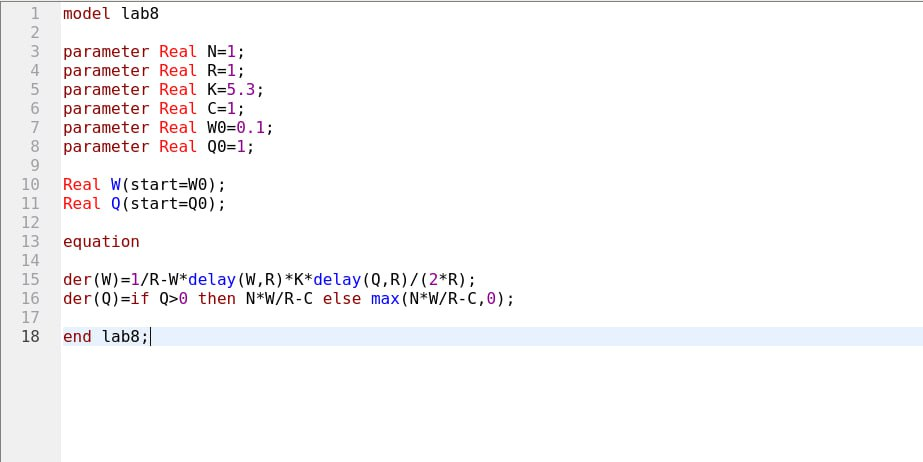 1 model lab8
2
3 parameter Real N=1;
4 parameter Real R=1;
5 parameter Real K=5.3;
6 parameter Real C=1;
7 parameter Real W0=0.1;
8 parameter Real Q0=1;
9
10 Real W(start=W0);
11 Real Q(start=Q0);
12
13 equation
14
15 der(W)=1/R-W*delay(W,R)*K*delay(Q,R)/(2*R);
16 der(Q)=if Q>0 then N*W/R-C else max(N*W/R-C,0);
17
18 end lab8;